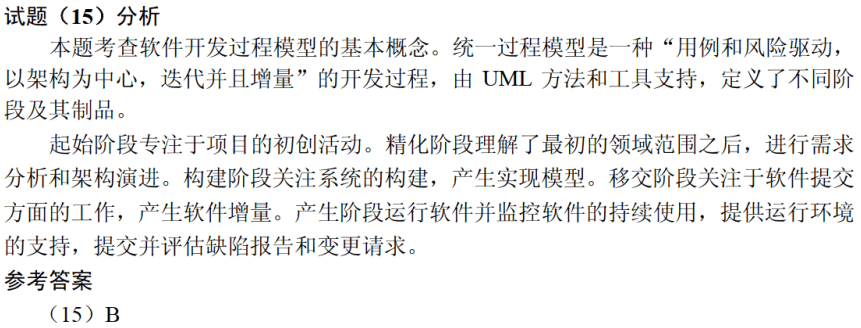 试题（15）分析
本题考查软件开发过程模型的基本概念。统一过程模型是一种“用例和风险驱动，
以架构为中心，迭代并且增量”的开发过程，由 UML 方法和工具支持，定义了不同阶
段及其制品。
起始阶段专注于项目的初创活动。精化阶段理解了最初的领域范围之后，进行需求
分析和架构演进。构建阶段关注系统的构建，产生实现模型。移交阶段关注于软件提交
方面的工作，产生软件增量。产生阶段运行软件并监控软件的持续使用，提供运行环境
的支持，提交并评估缺陷报告和变更请求。
参考答案
（15）B